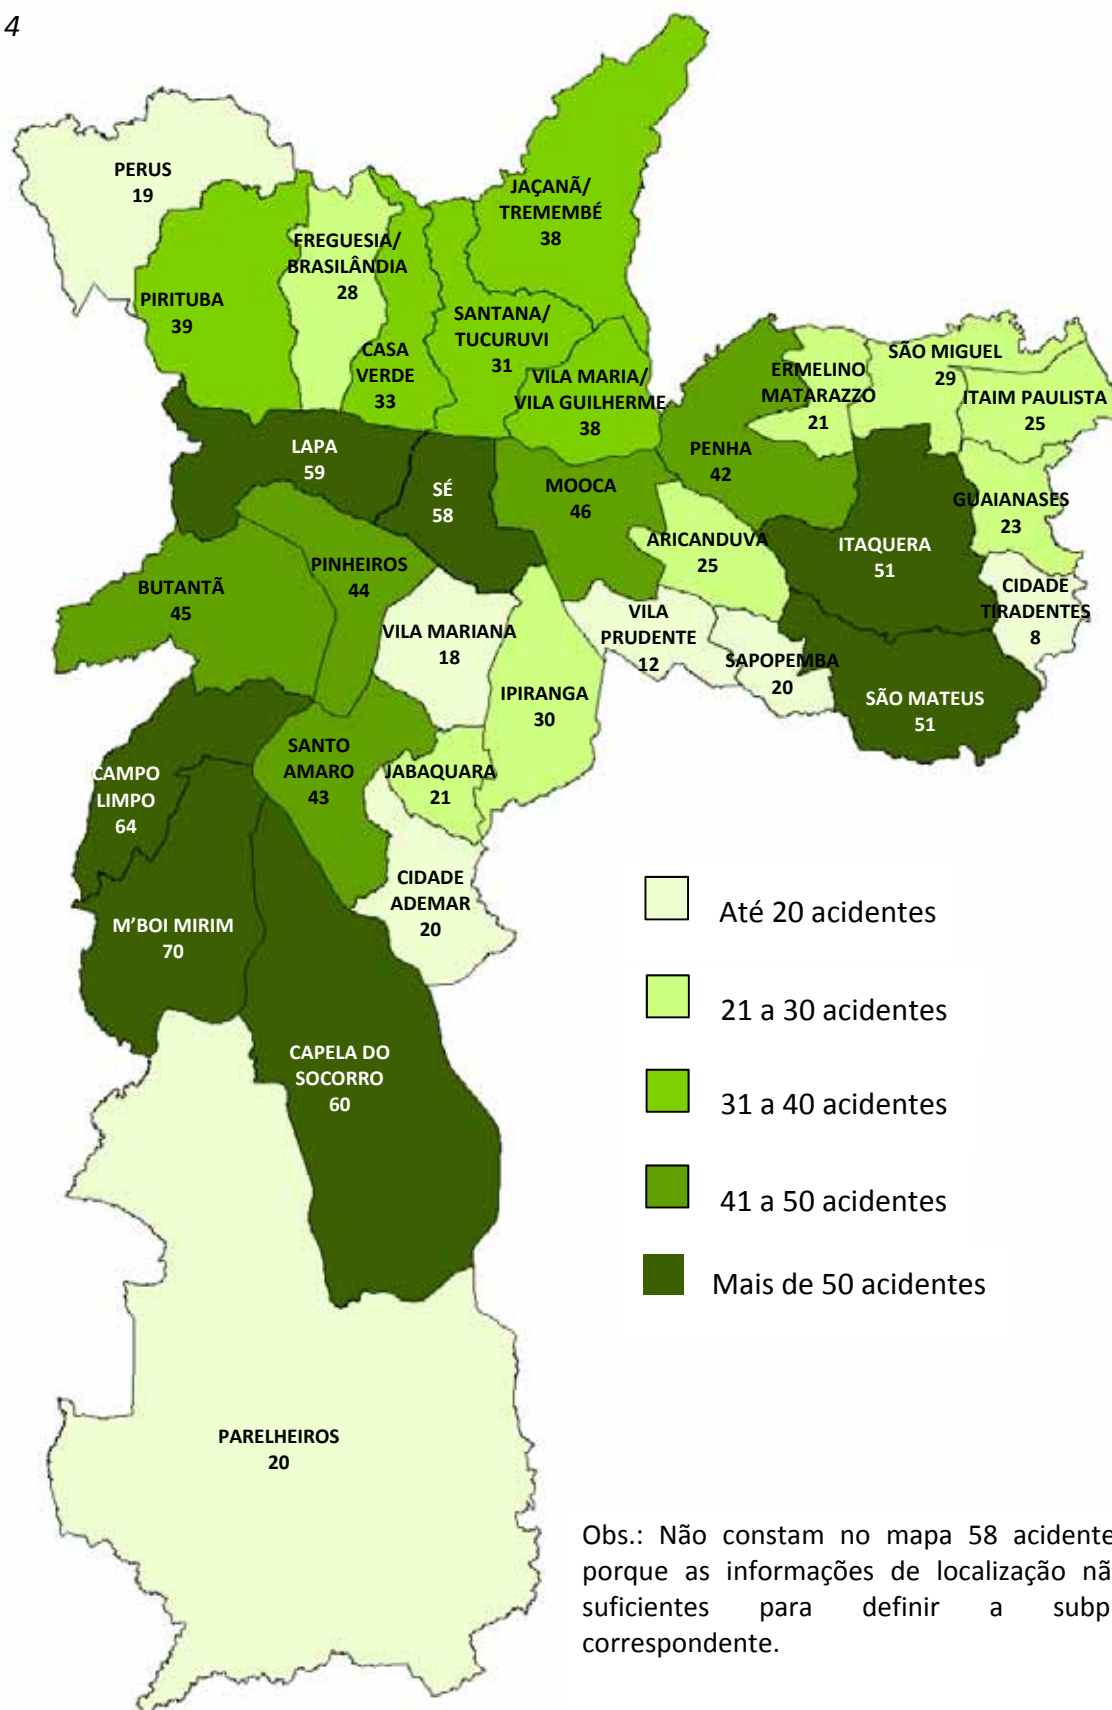 4
PERUS
19
JAÇANÃ/
TREMEMBÉ
38
FREGUESIA/
BRASILÂNDIA
28
PIRITUBA
39
SANTANA/
TUCURUVI
31
CASA
VERDE
33
VILA MARIA/
VILA GUILHERME
38
SÃO MIGUEL
29
ERMELINO
MATARAZZO
21
ITAIM PAULISTA
25
LAPA
59
PENHA
42
SÉ
58
MOOCA
46
GUAIANASES
23
ARICANDUVA
25
ITAQUERA
51
PINHEIROS
44
BUTANTÃ
45
CIDADE
TIRADENTES
8
VILA MARIANA
18
VILA
PRUDENTE
12
SAPOPEMBA
20
IPIRANGA
30
SÃO MATEUS
51
SANTO
AMARO
43
JABAQUARA
21
CAMPO
LIMPO
64
CIDADE
ADEMAR
20
M'BOI MIRIM
70
CAPELA DO
SOCORRO
60
PARELHEIROS
20
Até 20 acidentes
21 a 30 acidentes
31 a 40 acidentes
41 a 50 acidentes
Mais de 50 acidentes
Obs.: Não constam no mapa 58 acidente
porque as informações de localização nã
suficientes para definir a subp
correspondente.